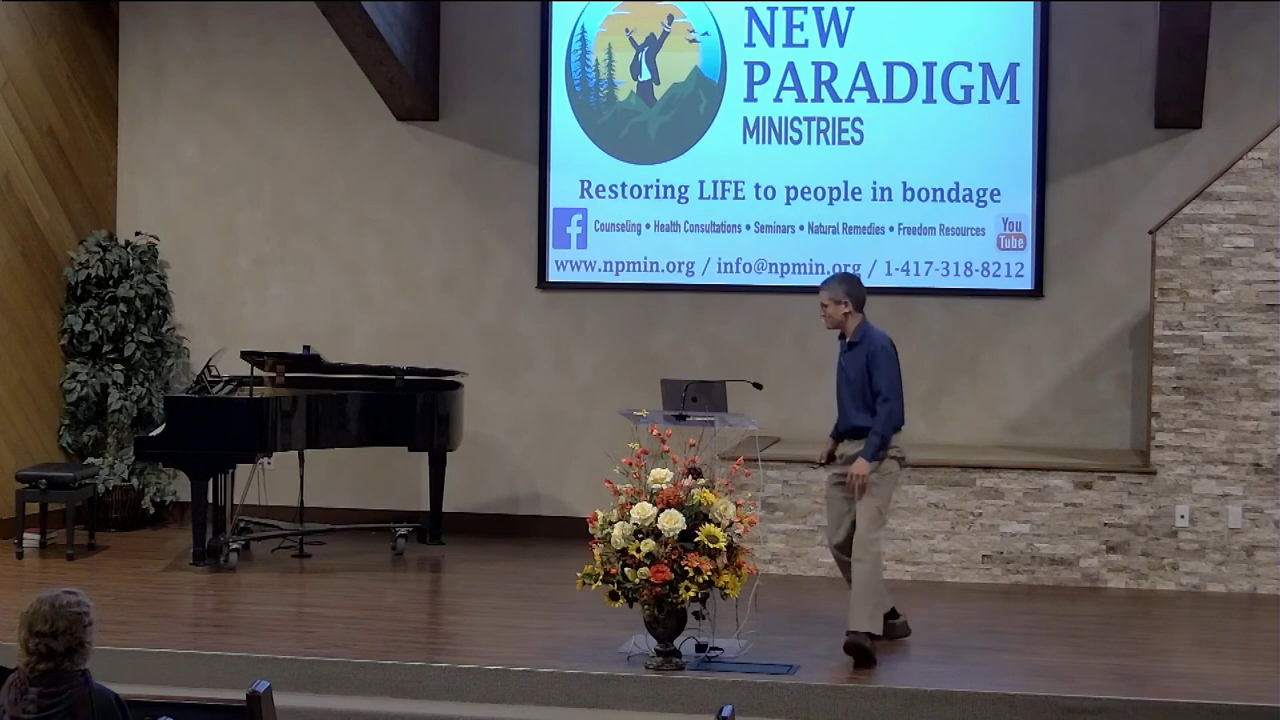 NEW
PARADIGM
MINISTRIES
Restoring LIFE to people in bondage
f
Counseling • Health Consultations • Seminars • Natural Remedies • Freedom Resources
You
Tube
www.npmin.org / info@npmin.org / 1-417-318-8212